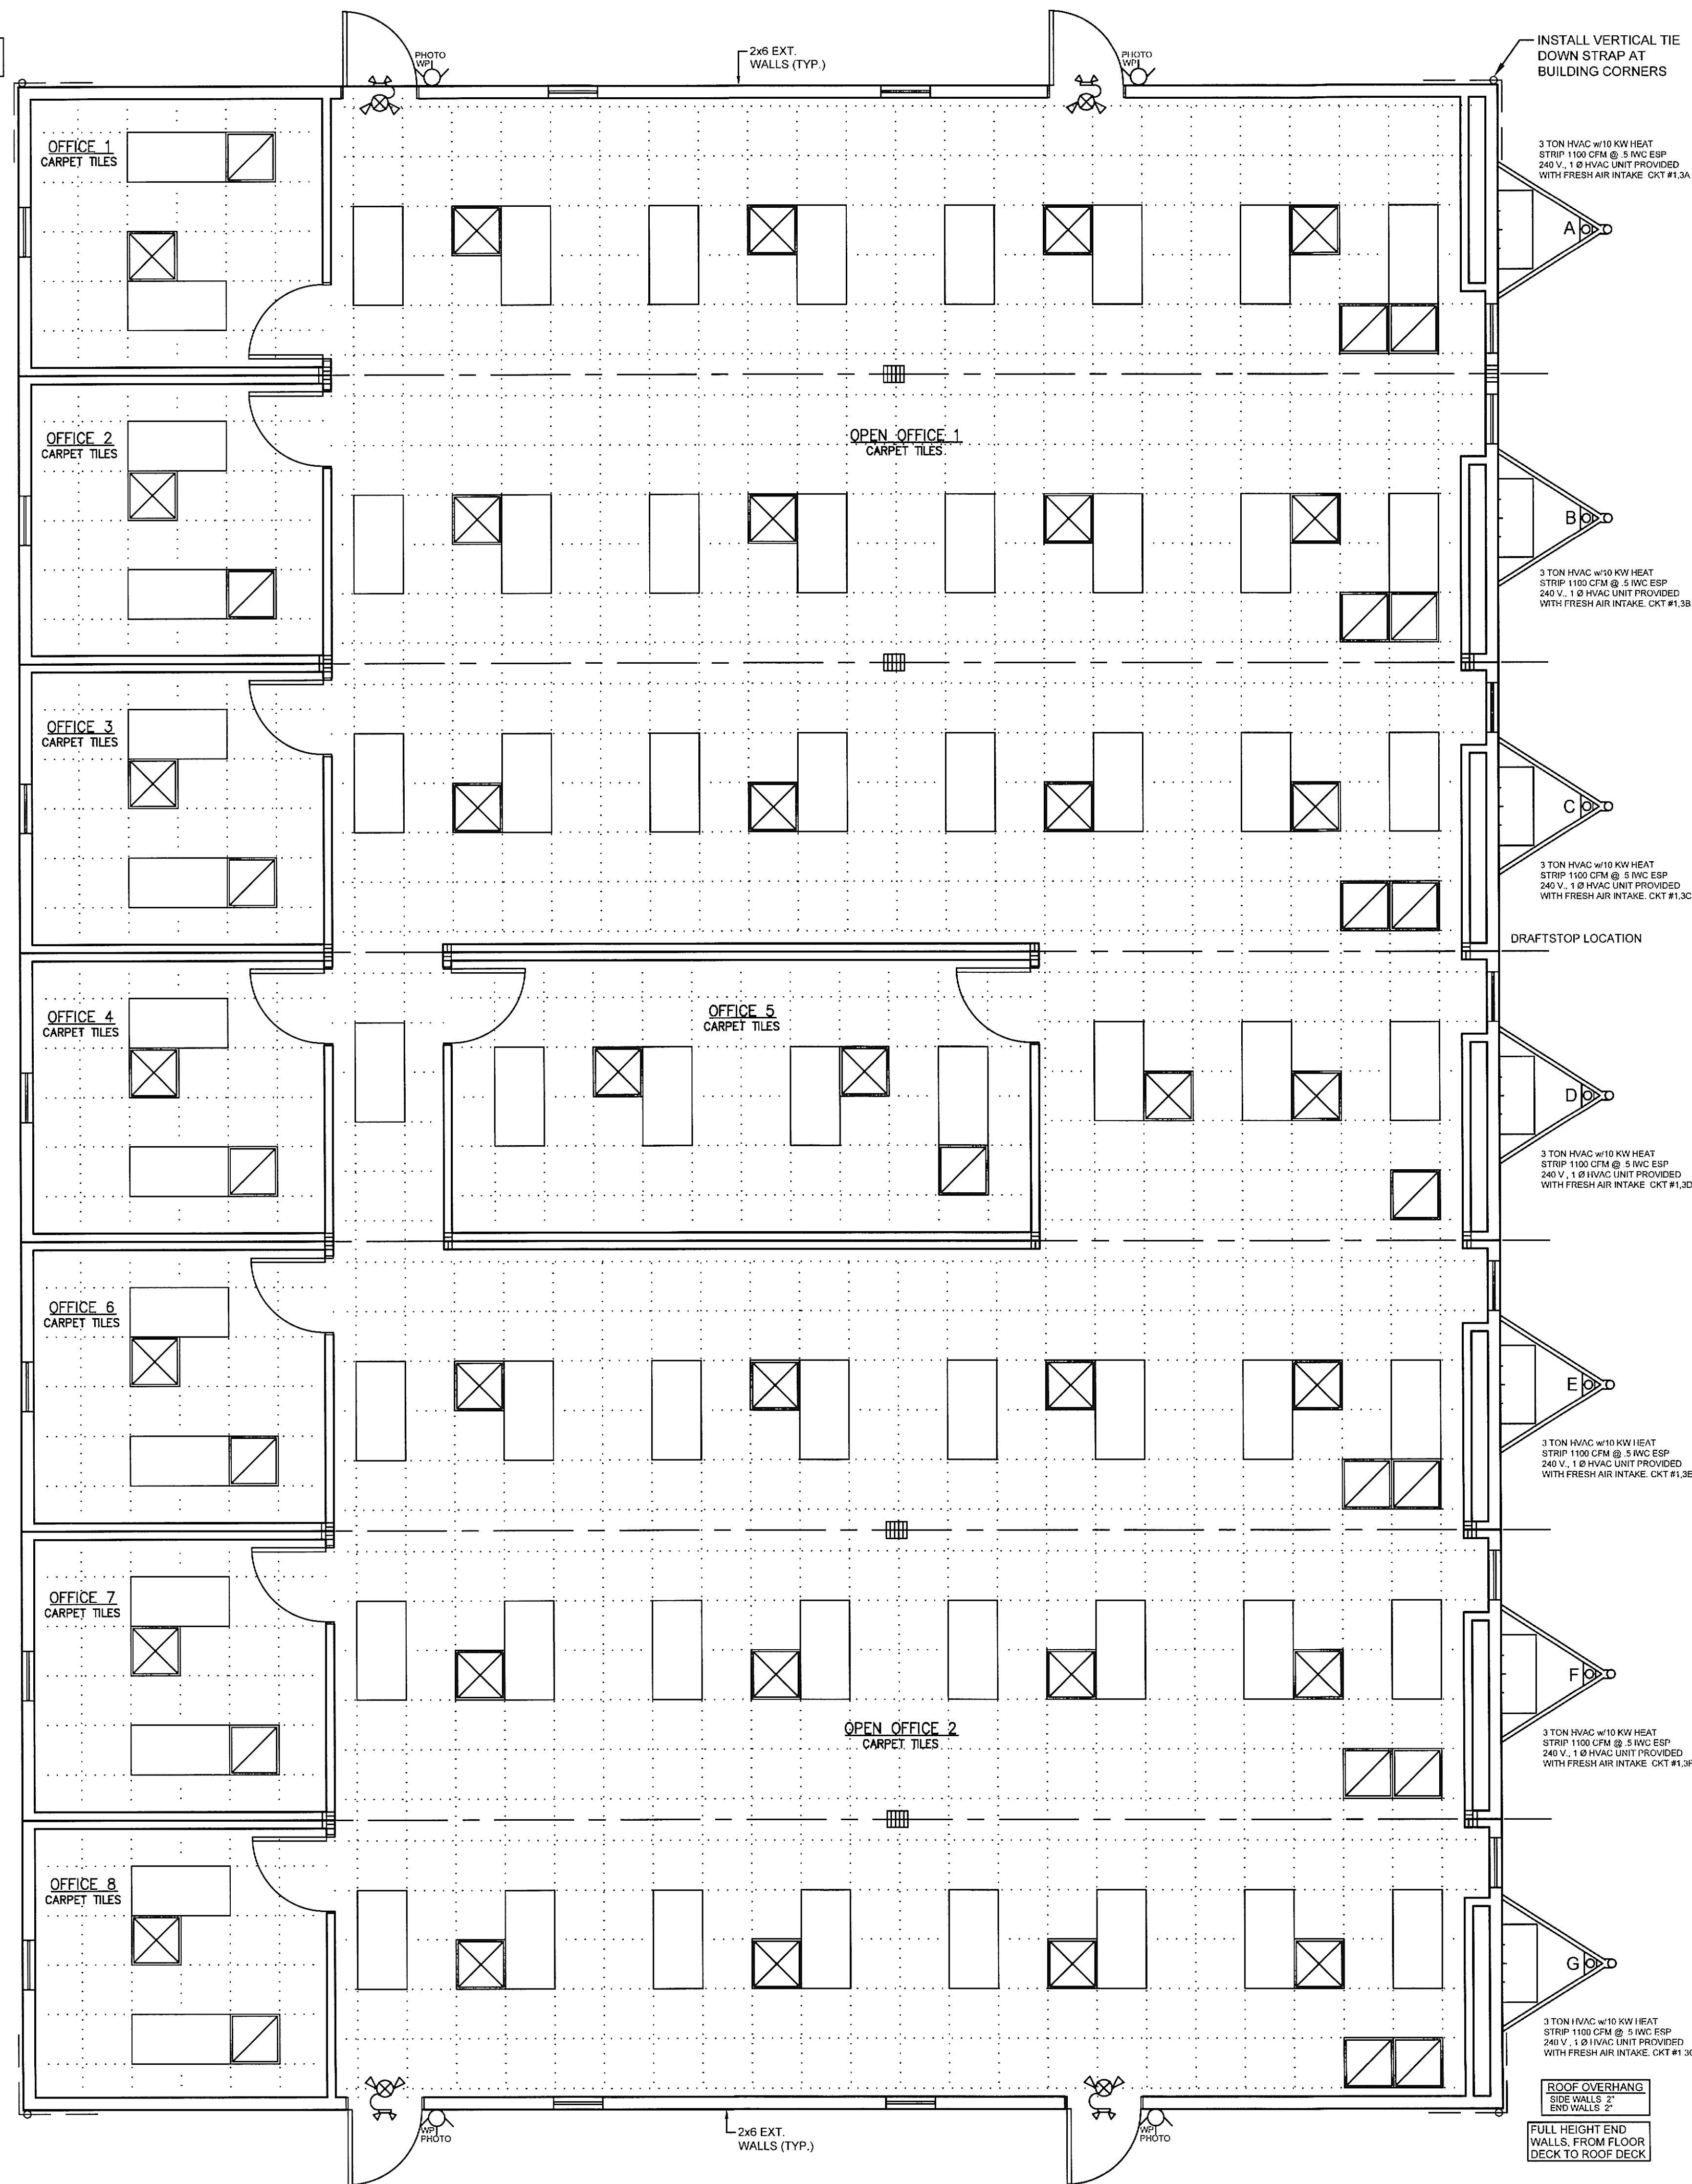 PHOTO
WP
2x6 EXT.
WALLS (TYP.)
PHOTO
WP
INSTALL VERTICAL TIE
DOWN STRAP AT
BUILDING CORNERS
OFFICE 1
CARPET TILES
3 TON HVAC w/10 KW HEAT
STRIP 1100 CFM @ .5 IWC ESP
240 V., 1 Ø HVAC UNIT PROVIDED
WITH FRESH AIR INTAKE CKT #1,3A
A
OFFICE 2
CARPET TILES
OPEN OFFICE 1
CARPET TILES
B
3 TON HVAC w/10 KW HEAT
STRIP 1100 CFM @ .5 IWC ESP
240 V., 1 Ø HVAC UNIT PROVIDED
WITH FRESH AIR INTAKE. CKT #1,3B
OFFICE 3
CARPET TILES
C
3 TON HVAC w/10 KW HEAT
STRIP 1100 CFM @ .5 IWC ESP
240 V., 1 Ø HVAC UNIT PROVIDED
WITH FRESH AIR INTAKE. CKT #1,3C
DRAFTSTOP LOCATION
OFFICE 4
CARPET TILES
OFFICE 5
CARPET TILES
D
3 TON HVAC w/10 KW HEAT
STRIP 1100 CFM @ .5 IWC ESP
240 V., 1 Ø HVAC UNIT PROVIDED
WITH FRESH AIR INTAKE CKT #1,3D
OFFICE 6
CARPET TILES
E
3 TON HVAC w/10 KW HEAT
STRIP 1100 CFM @ .5 IWC ESP
240 V., 1 Ø HVAC UNIT PROVIDED
WITH FRESH AIR INTAKE. CKT #1,3E
OFFICE 7
CARPET TILES
F
OPEN OFFICE 2
CARPET TILES
3 TON HVAC w/10 KW HEAT
STRIP 1100 CFM @ .5 IWC ESP
240 V., 1 Ø HVAC UNIT PROVIDED
WITH FRESH AIR INTAKE CKT #1,3F
OFFICE 8
CARPET TILES
G
3 TON HVAC w/10 KW HEAT
STRIP 1100 CFM @ .5 IWC ESP
240 V., 1 Ø HVAC UNIT PROVIDED
WITH FRESH AIR INTAKE. CKT #1 3G
WP
PHOTO
2x6 EXT.
WALLS (TYP.)
WP
PHOTO
ROOF OVERHANG
SIDE WALLS 2"
END WALLS 2"
FULL HEIGHT END
WALLS, FROM FLOOR
DECK TO ROOF DECK